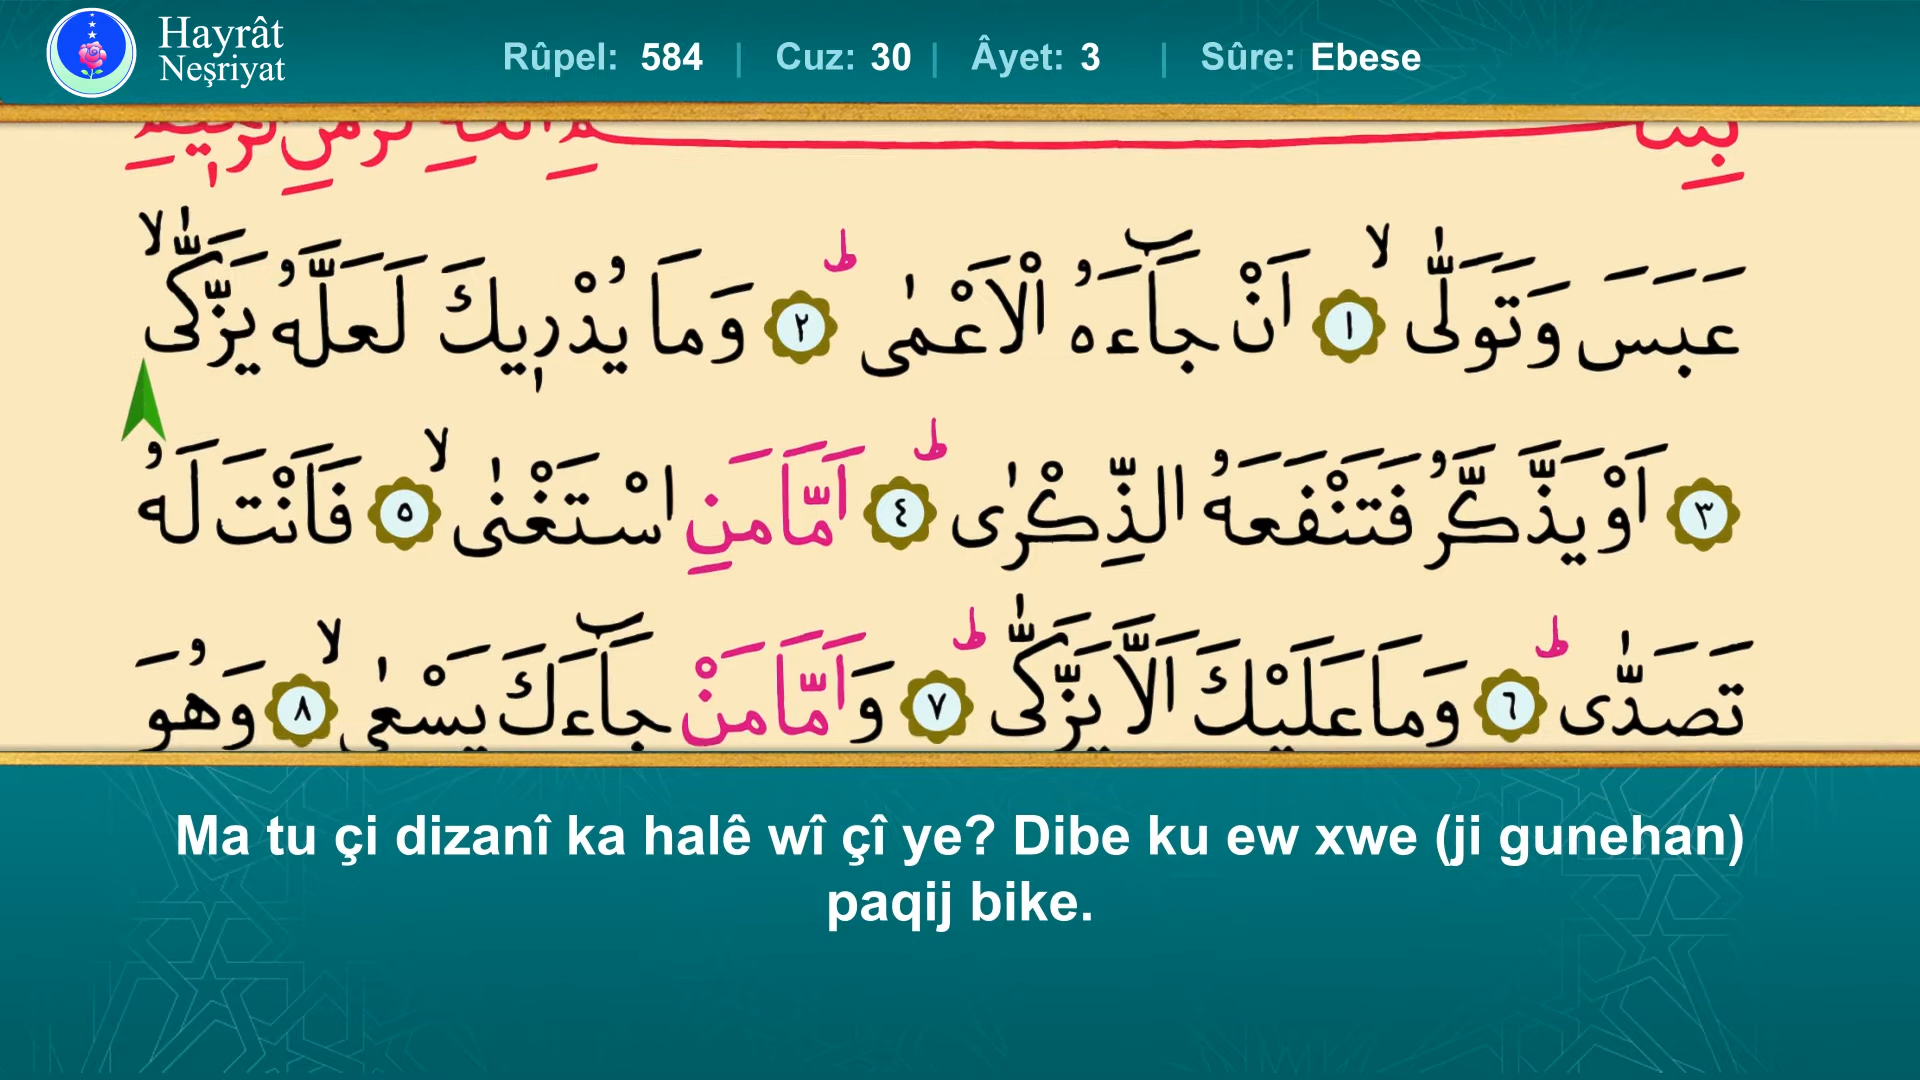 Hayrât
Neşriyat
Rûpel: 584 | Cuz: 30 | Âyet: 3 | Sûre: Ebese
عَبَسَ وَتَوَلّٰىۙ ﴿١﴾ اَنْ جَٓاءَهُ الْاَعْمٰىۜ ﴿٢﴾ وَمَا يُدْر۪يكَ لَعَلَّهُ يَزَّكّٰىۙ
﴿٣﴾ اَوْ يَذَّكَّرُ فَتَنْفَعَهُ الذِّكْرٰىۜ ﴿٤﴾ اَمَّا مَنِ اسْتَغْنٰىۙ ﴿٥﴾ فَاَنْتَ لَهُ
تَصَدّٰىۜ ﴿٦﴾ وَمَا عَلَيْكَ اَلَّا يَزَّكّٰىۜ ﴿٧﴾ وَاَمَّا مَنْ جَٓاءَكَ يَسْعٰىۙ ﴿٨﴾ وَهُوَ
Ma tu çi dizanî ka halê wî çî ye? Dibe ku ew xwe (ji gunehan)
paqij bike.